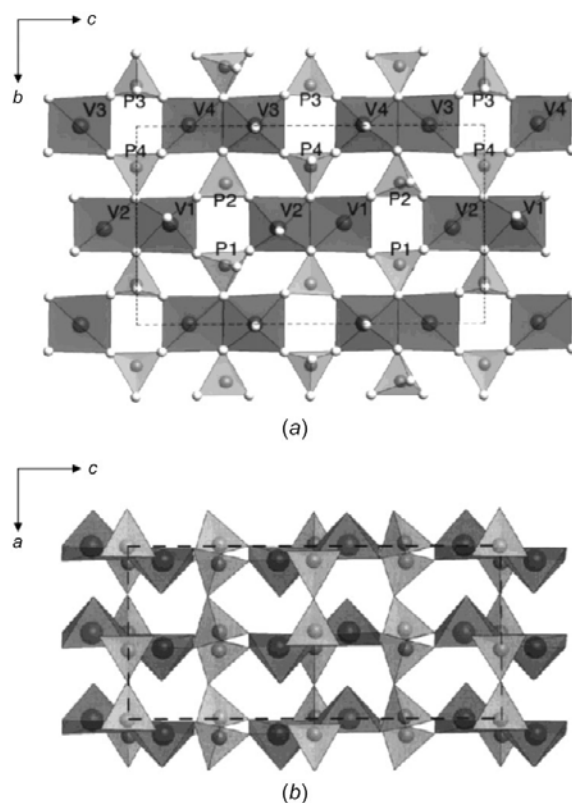 c
b
P3 P3 P3
V3 V4 V3 V4 V3 V4
P4 P4 P4
P2 P2
V2 V1 V2 V1 V2 V1
P1 P1
(a)
c
a
(b)